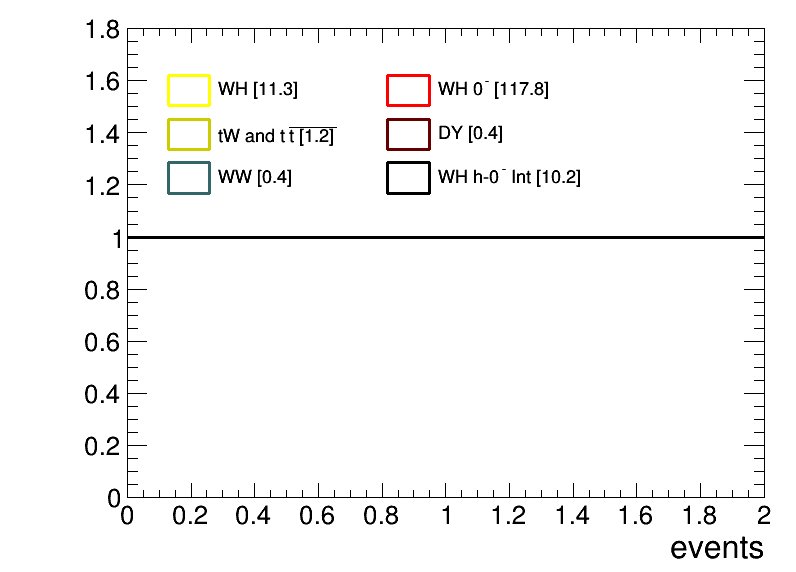 1.8
1.6
WH [11.3] WH 0⁻ [117.8]
1.4
tW and t t̅ [1.2] DY [0.4]
1.2
WW [0.4] WH h-0⁻ Int [10.2]
1
0.8
0.6
0.4
0.2
0
0 0.2 0.4 0.6 0.8 1 1.2 1.4 1.6 1.8 2
events